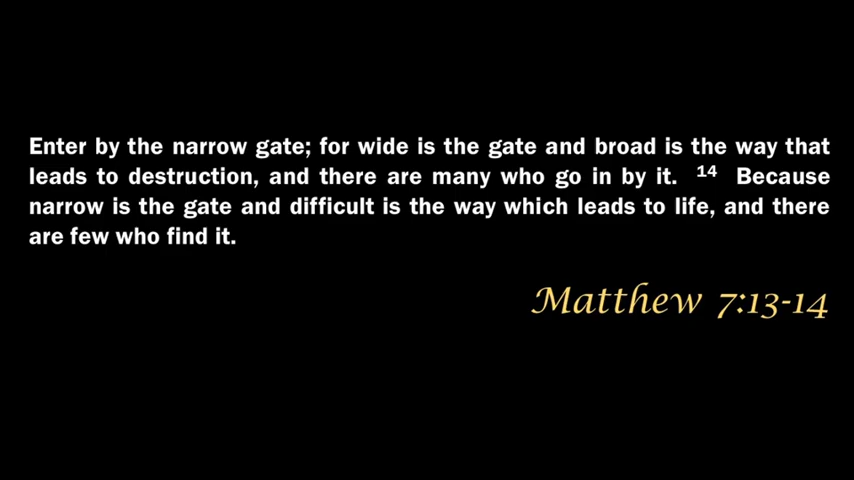 Enter by the narrow gate; for wide is the gate and broad is the way that
leads to destruction, and there are many who go in by it. 14 Because
narrow is the gate and difficult is the way which leads to life, and there
are few who find it.
Matthew 7:13-14